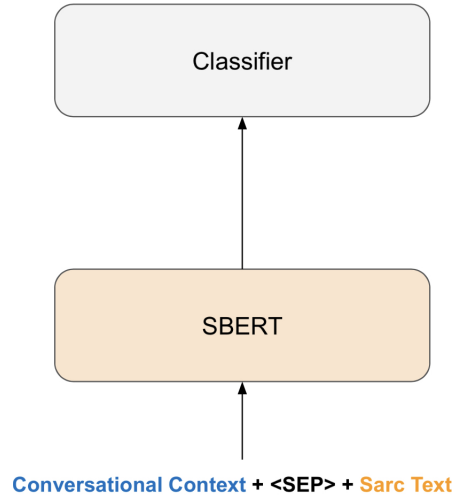 Classifier
SBERT
Conversational Context + <SEP> + Sarc Text